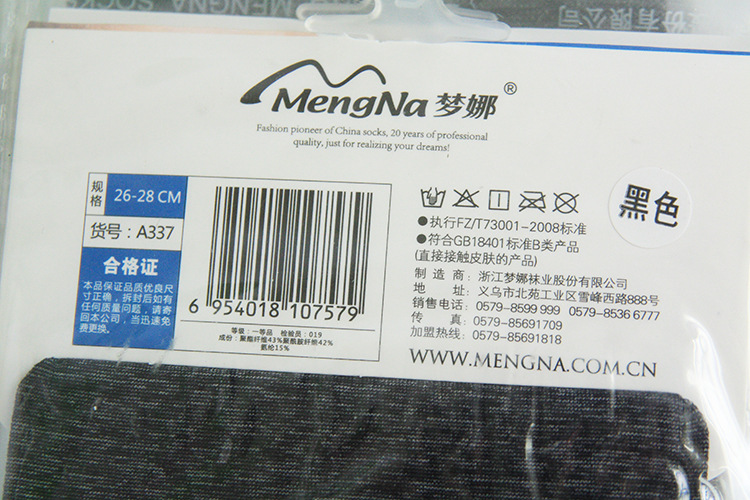 MENGNA SOCKS
份有限公司
MengNa 梦娜®
Fashion pioneer of China socks, 20 years of professional
quality, just for realizing your dreams!
规格 26-28 CM
货号：A337
合格证
本品保证品质优良尺
寸正确，拆封后如有
任何质量问题，请寄
回本公司，当迅速免
费更换。
6 954018 107579
等级：一等品 检验员：019
成份：聚酯纤维43%聚酰胺纤维42%
氨纶15%
●执行FZ/T73001-2008标准
●符合GB18401标准B类产品
(直接接触皮肤的产品)
制造商：浙江梦娜袜业股份有限公司
地址：义乌市北苑工业区雪峰西路888号
销售电话：0579-8599 999 0579-8536 6777
传真：0579-85691709
加盟热线：0579-85691818
WWW.MENGNA.COM.CN
黑色